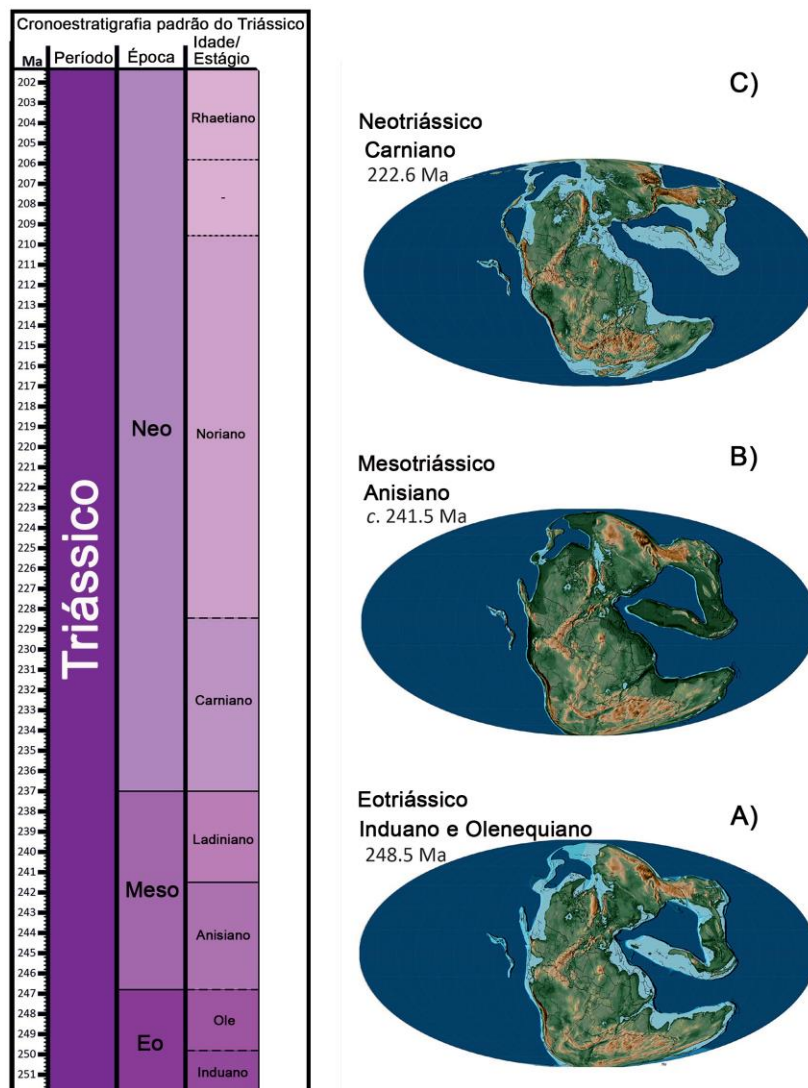 Cronoestratigrafia padrão do Triássico
Ma
Período
Época
Idade/
Estágio
202
203
204
205
206
207
208
209
210
211
212
213
214
215
216
217
218
219
220
221
222
223
224
225
226
227
228
229
230
231
232
233
234
235
236
237
238
239
240
241
242
243
244
245
246
247
248
249
250
251
Triássico
Neo
Meso
Eo
Rhaetiano
-
Noriano
Carniano
Ladiniano
Anisiano
Ole
Induano
C)
Neotriássico
Carniano
222.6 Ma
B)
Mesotriássico
Anisiano
c. 241.5 Ma
A)
Eotriássico
Induano e Olenequiano
248.5 Ma